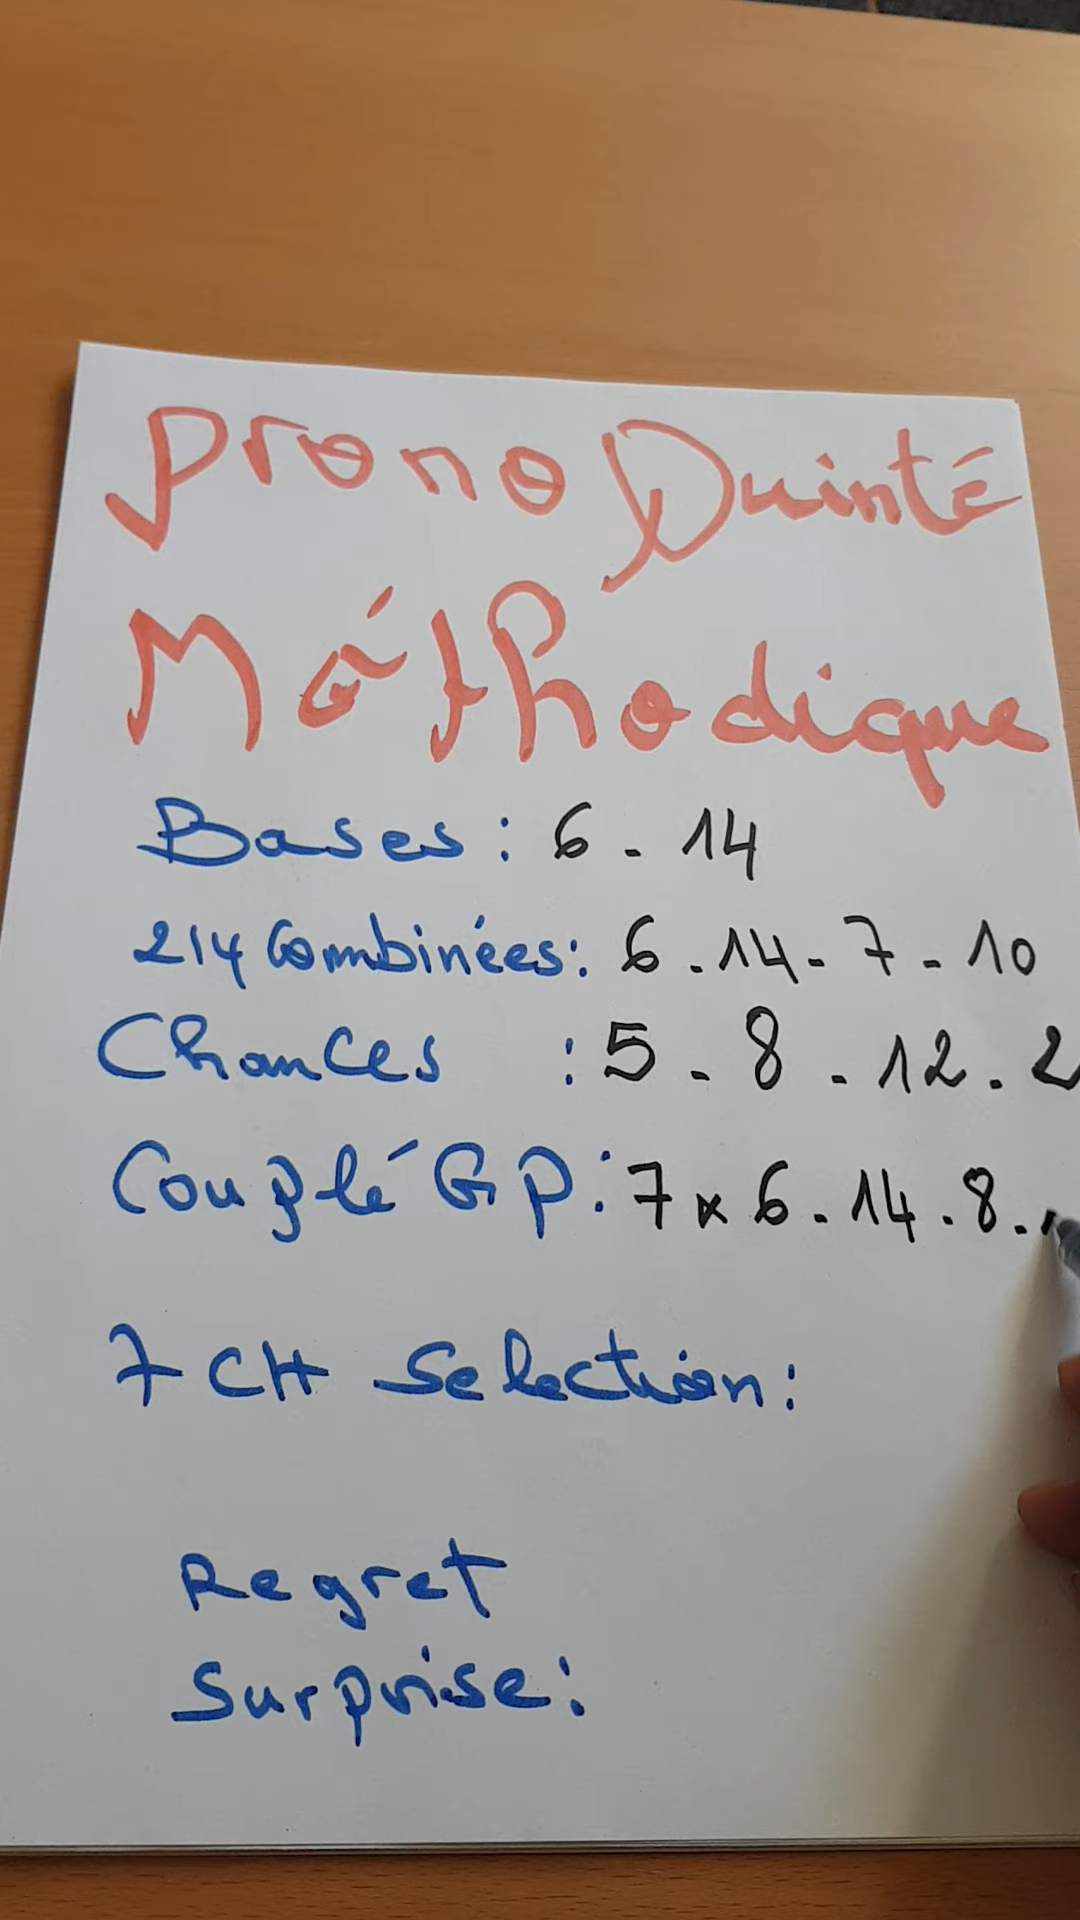 Prono Quinté
Méthodique
Bases : 6 . 14
2/4 Combinées : 6 . 14 - 7 - 10
Chances : 5 . 8 . 12 . 2
Couplé GP : 7 x 6 . 14 . 8 .
7 CH Selection :
Regret
Surprise :